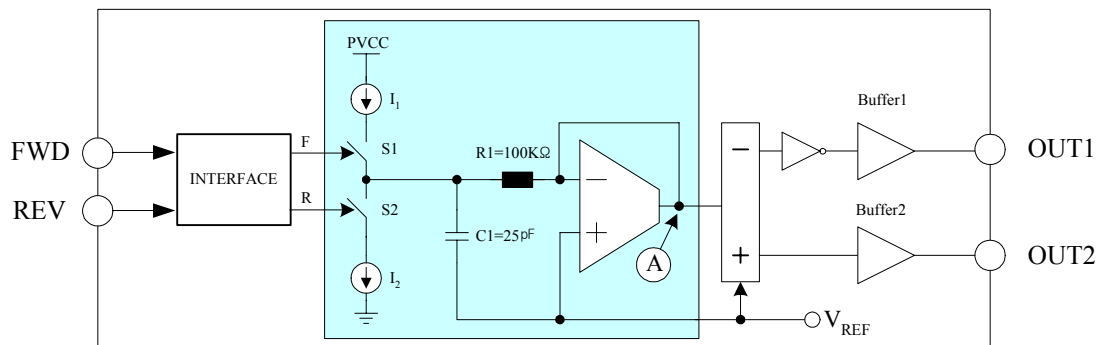 PVCC
I1
Buffer1
FWD
F
S1
R1=100KΩ
−
−
OUT1
INTERFACE
REV
R
S2
C1=25pF
+
A
Buffer2
+
OUT2
I2
VREF